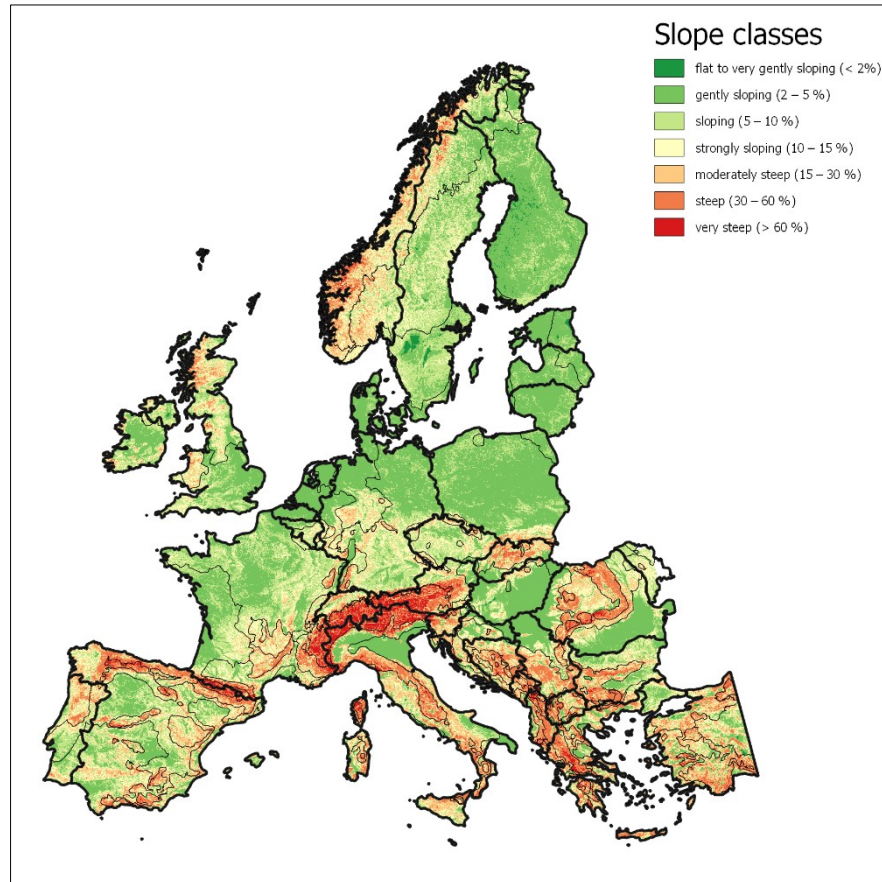 Slope classes
flat to very gently sloping (< 2%)
gently sloping (2 – 5 %)
sloping (5 – 10 %)
strongly sloping (10 – 15 %)
moderately steep (15 – 30 %)
steep (30 – 60 %)
very steep (> 60 %)